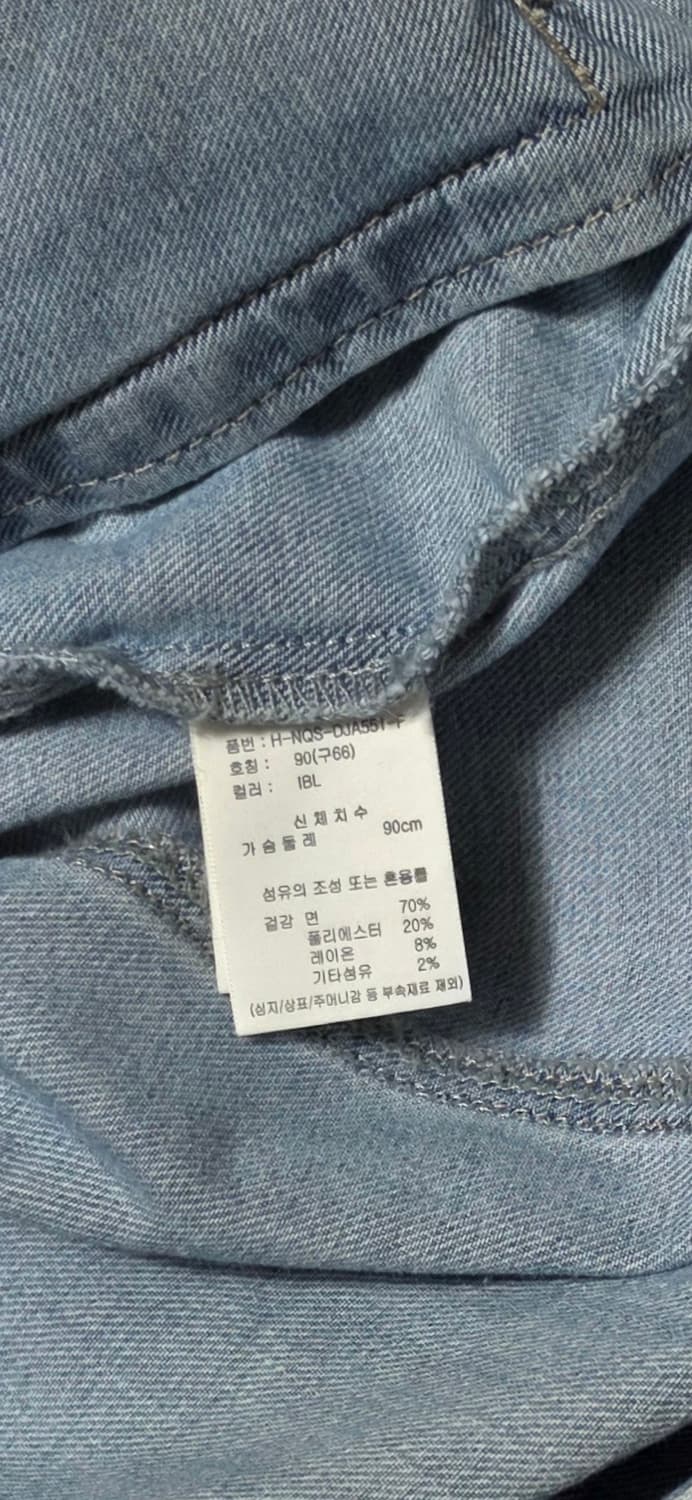 품번 : H-NQS-DJA551-F
호칭 : 90(구66)
컬러 : IBL
신 체 치 수
가 슴 둘 레 90cm
섬유의 조성 또는 혼용률
겉감 면 70%
폴리에스터 20%
레이온 8%
기타섬유 2%
(심지/상표/주머니감 등 부속재료 제외)